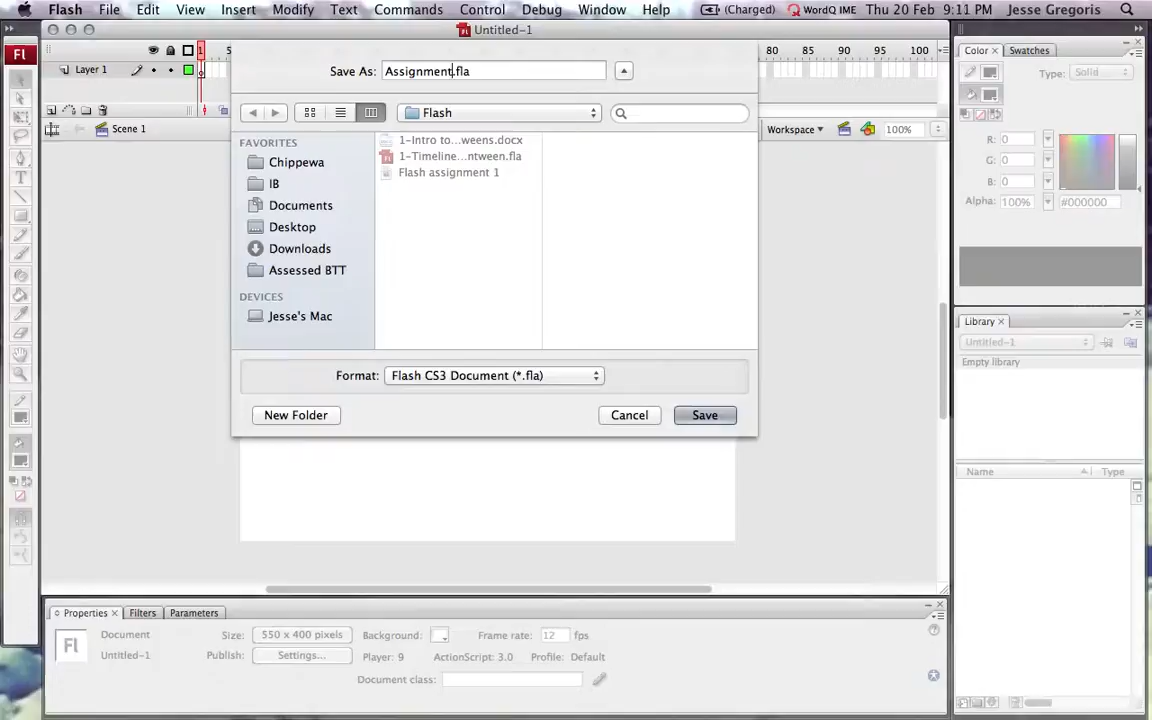 Flash File Edit View Insert Modify Text Commands Control Debug Window Help (Charged) WordQ IME Thu 20 Feb 9:11 PM Jesse Gregoris
Untitled-1
Fl
1 5 80 85 90 95 100
Layer 1
Scene 1
Workspace 100%
Save As: Assignment.fla
Flash
FAVORITES
Chippewa
IB
Documents
Desktop
Downloads
Assessed BTT
DEVICES
Jesse's Mac
1-Intro to...weens.docx
1-Timeline...ntween.fla
Flash assignment 1
Format: Flash CS3 Document (*.fla)
New Folder Cancel Save
Color Swatches
Type: Solid
R: 0
G: 0
B: 0
Alpha: 100% #000000
Library
Untitled-1
Empty library
Name Type
Properties Filters Parameters
Fl
Document
Untitled-1
Size: 550 x 400 pixels Background: Frame rate: 12 fps
Publish: Settings... Player: 9 ActionScript: 3.0 Profile: Default
Document class: